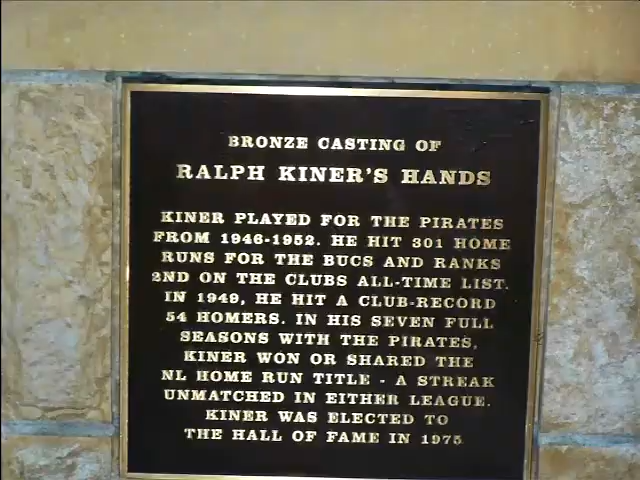 BRONZE CASTING OF
RALPH KINER'S HANDS
KINER PLAYED FOR THE PIRATES
FROM 1946-1952. HE HIT 301 HOME
RUNS FOR THE BUCS AND RANKS
2ND ON THE CLUBS ALL-TIME LIST.
IN 1949, HE HIT A CLUB-RECORD
54 HOMERS. IN HIS SEVEN FULL
SEASONS WITH THE PIRATES,
KINER WON OR SHARED THE
NL HOME RUN TITLE - A STREAK
UNMATCHED IN EITHER LEAGUE.
KINER WAS ELECTED TO
THE HALL OF FAME IN 1975